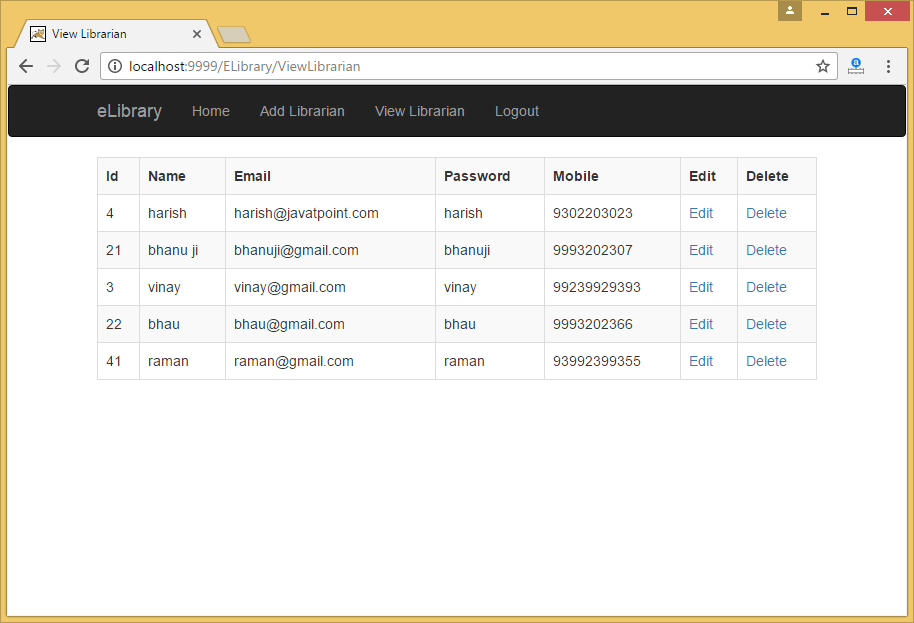 View Librarian
localhost:9999/ELibrary/ViewLibrarian
eLibrary Home Add Librarian View Librarian Logout
Id Name Email Password Mobile Edit Delete
4 harish harish@javatpoint.com harish 9302203023 Edit Delete
21 bhanu ji bhanuji@gmail.com bhanuji 9993202307 Edit Delete
3 vinay vinay@gmail.com vinay 99239929393 Edit Delete
22 bhau bhau@gmail.com bhau 9993202366 Edit Delete
41 raman raman@gmail.com raman 93992399355 Edit Delete